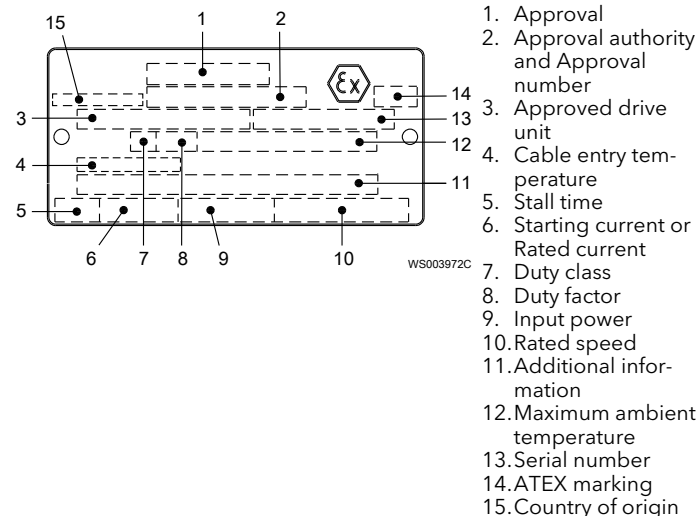 15
1
2
εx
14
3
13
12
4
11
5
6
7
8
9
10
WS003972C
1. Approval
2. Approval authority
and Approval
number
3. Approved drive
unit
4. Cable entry tem-
perature
5. Stall time
6. Starting current or
Rated current
7. Duty class
8. Duty factor
9. Input power
10.Rated speed
11.Additional infor-
mation
12.Maximum ambient
temperature
13.Serial number
14.ATEX marking
15.Country of origin